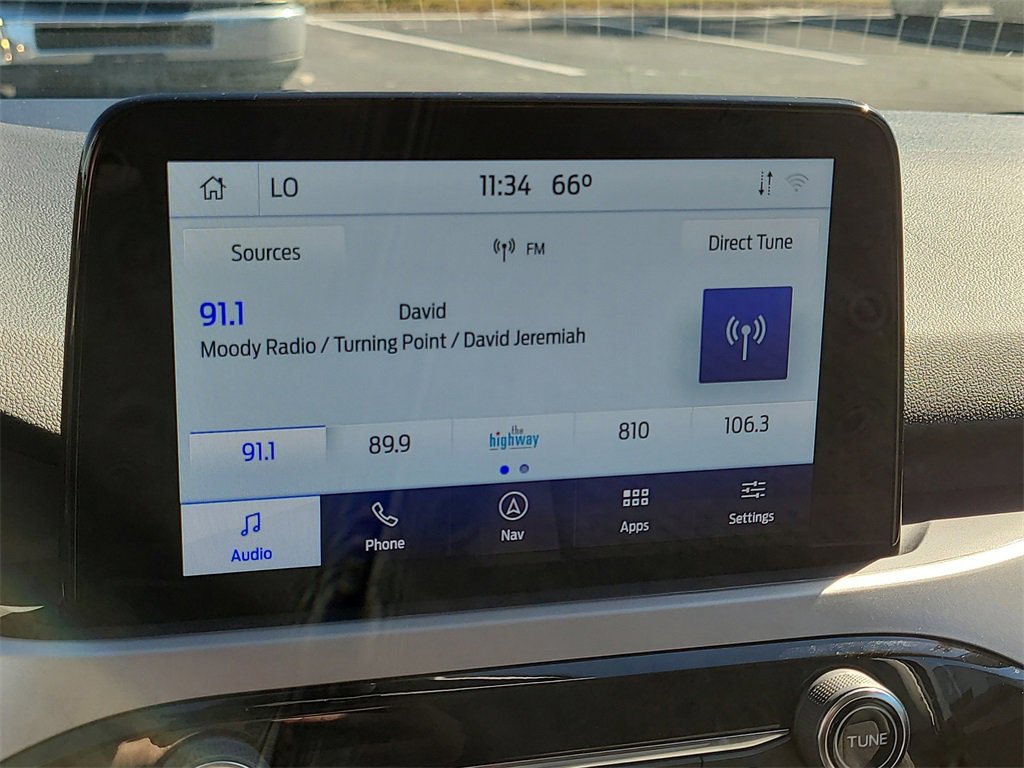 LO 11:34 66º
Sources FM Direct Tune
91.1 David
Moody Radio / Turning Point / David Jeremiah
91.1 89.9 the highway 810 106.3
Audio Phone Nav Apps Settings
TUNE